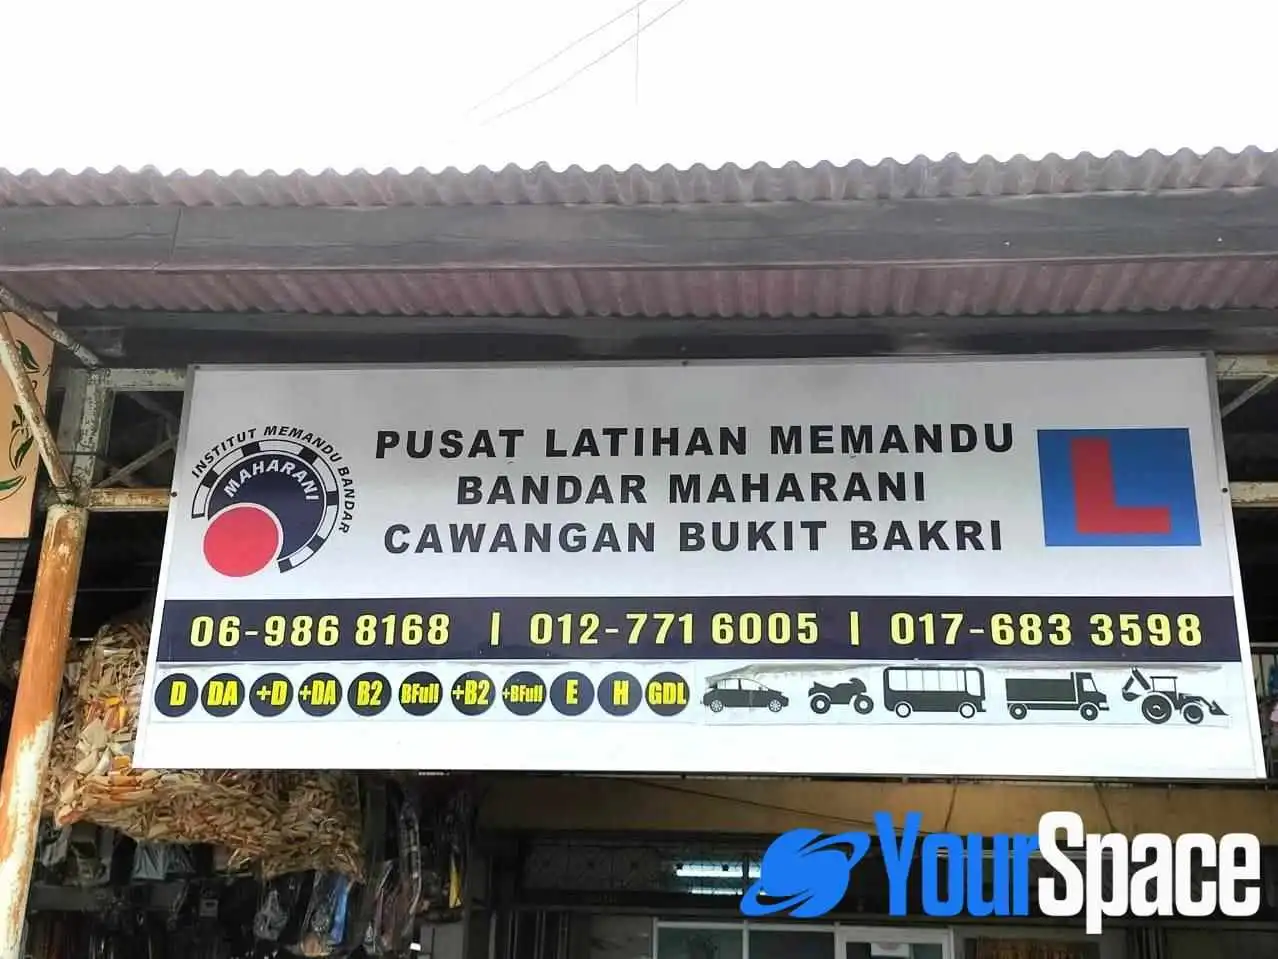 INSTITUT MEMANDU BANDAR
MAHARANI
PUSAT LATIHAN MEMANDU
BANDAR MAHARANI
CAWANGAN BUKIT BAKRI
L
06-986 8168 | 012-771 6005 | 017-683 3598
D DA +D +DA B2 BFull +B2 +BFull E H GDL
YourSpace